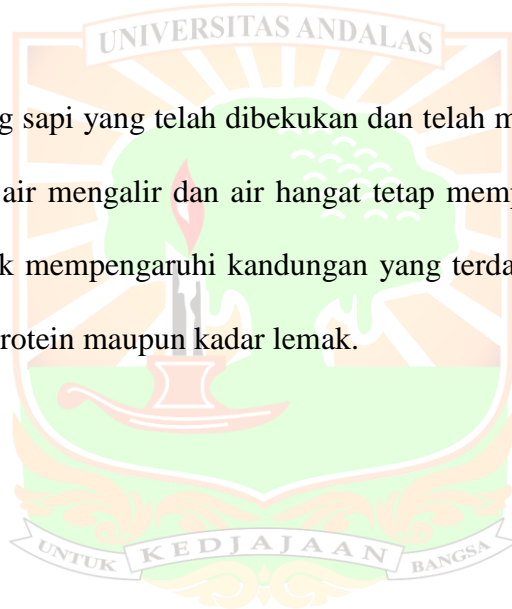 UNIVERSITAS ANDALAS
g sapi yang telah dibekukan dan telah m
air mengalir dan air hangat tetap memp
k mempengaruhi kandungan yang terda
rotein maupun kadar lemak.
UNTUK KEDJAJAAN BANGSA